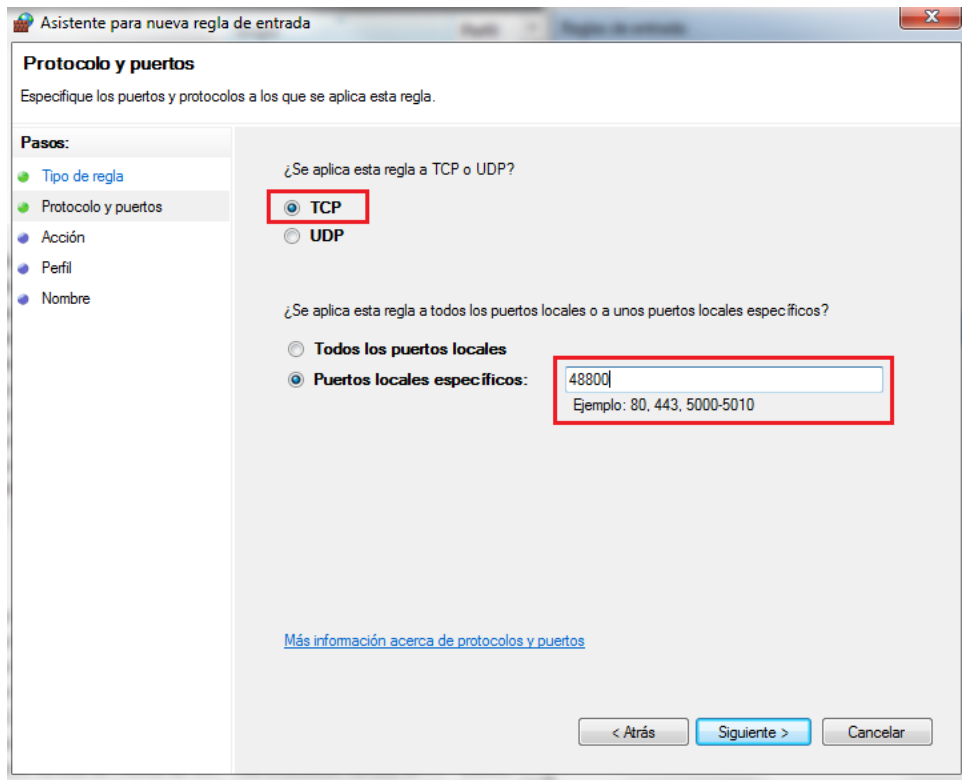 Asistente para nueva regla de entrada
Protocolo y puertos
Especifique los puertos y protocolos a los que se aplica esta regla.
Pasos:
Tipo de regla
Protocolo y puertos
Acción
Perfil
Nombre
¿Se aplica esta regla a TCP o UDP?
TCP
UDP
¿Se aplica esta regla a todos los puertos locales o a unos puertos locales específicos?
Todos los puertos locales
Puertos locales específicos:
48800
Ejemplo: 80, 443, 5000-5010
Más información acerca de protocolos y puertos
< Atrás
Siguiente >
Cancelar